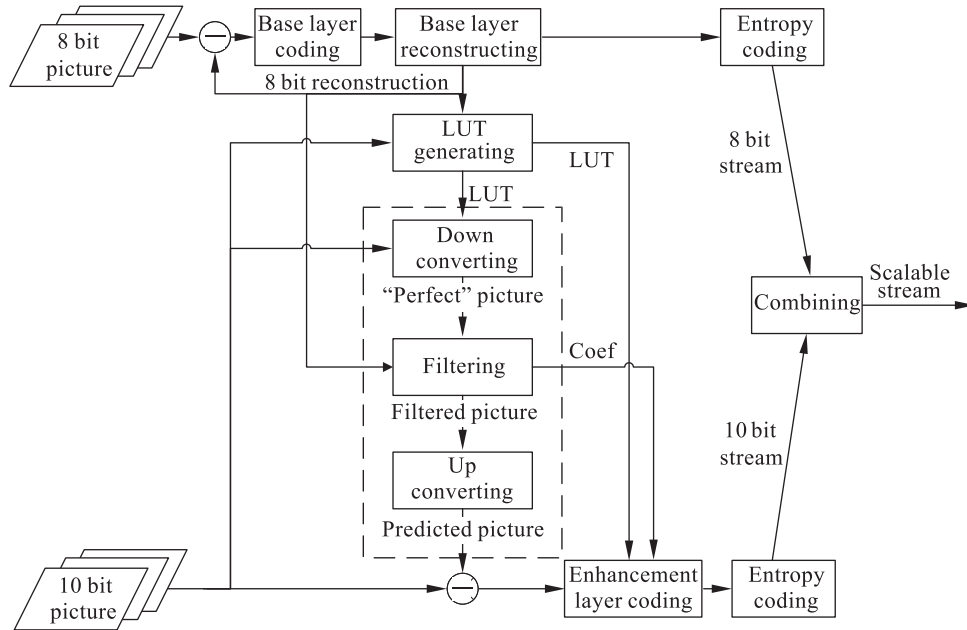 8 bit
picture
Base layer
coding
Base layer
reconstructing
Entropy
coding
8 bit reconstruction
LUT
generating
LUT
LUT
8 bit
stream
Down
converting
“Perfect” picture
Filtering
Coef
Filtered picture
Up
converting
Predicted picture
Combining
Scalable
stream
10 bit
stream
10 bit
picture
Enhancement
layer coding
Entropy
coding